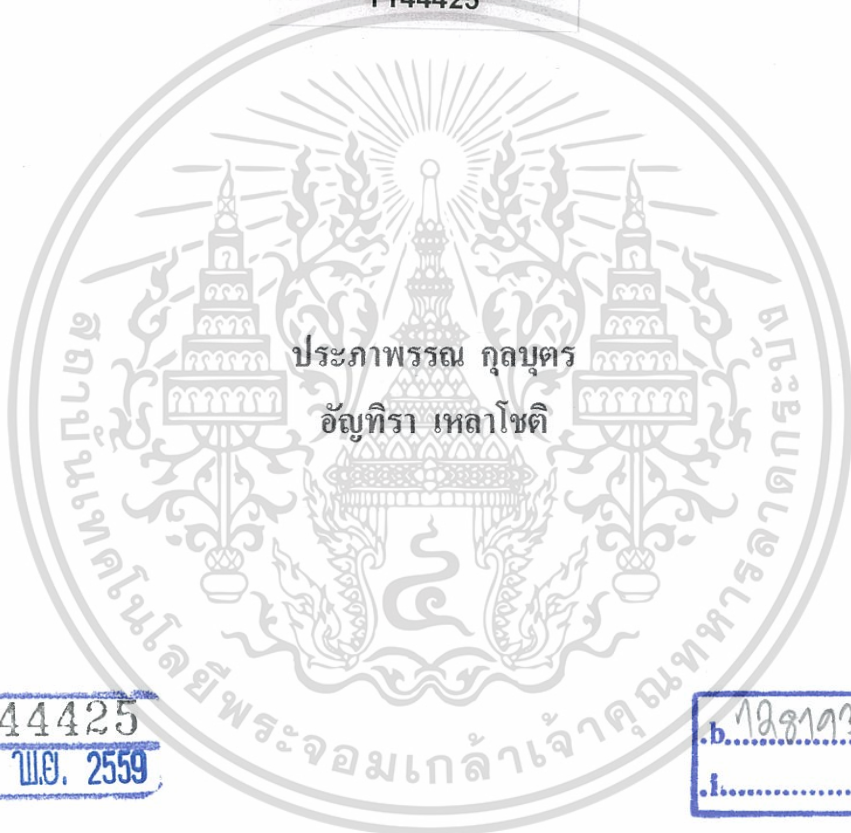 ประภาพรรณ กุลบุตร
อัญทิรา เหลาโชติ
สถาบันเทคโนโลยีพระจอมเกล้าเจ้าคุณทหารลาดกระบัง
44425
พ.ย. 2559
.b
.i